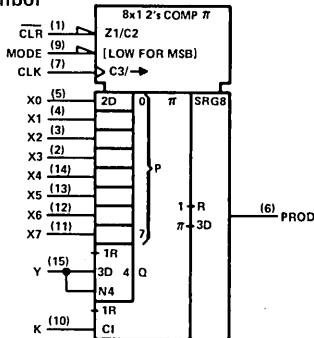 nbol
8x1 2's COMP π
CLR (1) Z1/C2
MODE (9) [LOW FOR MSB]
CLK (7) C3/→
X0 (5) 2D 0 π SRG8
X1 (4)
X2 (3)
X3 (2)
X4 (14) P
X5 (13)
X6 (12) 1 R
X7 (11) 7 π 3D
(6) PROD
1R
Y (15) 3D 4 Q
N4
1R
K (10) CI